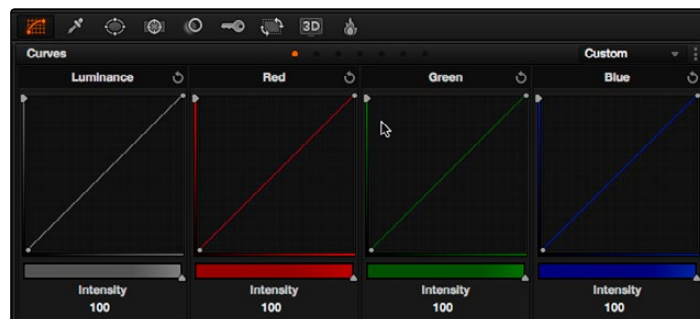 3D
Curves Custom
Luminance Red Green Blue
Intensity Intensity Intensity Intensity
100 100 100 100